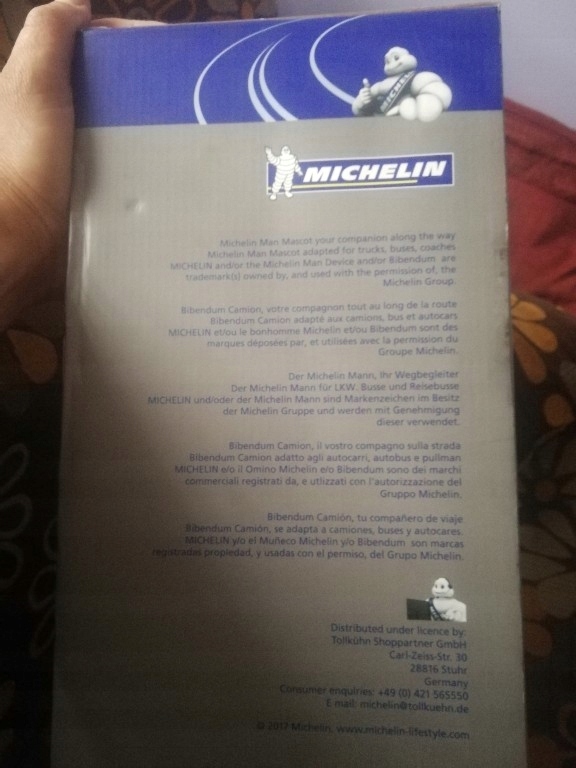 MICHELIN
MICHELIN
Michelin Man Mascot your companion along the way
Michelin Man Mascot adapted for trucks, buses, coaches
MICHELIN and/or the Michelin Man Device and/or Bibendum are
trademark(s) owned by, and used with the permission of, the
Michelin Group.
Bibendum Camion, votre compagnon tout au long de la route
Bibendum Camion adapté aux camions, bus et autocars
MICHELIN et/ou le bonhomme Michelin et/ou Bibendum sont des
marques déposées par, et utilisées avec la permission du
Groupe Michelin.
Der Michelin Mann, Ihr Wegbegleiter
Der Michelin Mann für LKW. Busse und Reisebusse
MICHELIN und/oder der Michelin Mann sind Markenzeichen im Besitz
der Michelin Gruppe und werden mit Genehmigung
dieser verwendet.
Bibendum Camion, il vostro compagno sulla strada
Bibendum Camion adatto agli autocarri, autobus e pullman
MICHELIN e/o il Omino Michelin e/o Bibendum sono dei marchi
commerciali registrati da, e utlizzati con l'autorizzazione del
Gruppo Michelin.
Bibendum Camión, tu compañero de viaje
Bibendum Camión, se adapta a camiones, buses y autocares.
MICHELIN y/o el Muñeco Michelin y/o Bibendum son marcas
registradas propiedad, y usadas con el permiso, del Grupo Michelin.
Distributed under licence by:
Tollkühn Shoppartner GmbH
Carl-Zeiss-Str. 30
28816 Stuhr
Germany
Consumer enquiries: +49 (0) 421 565550
E mail: michelin@tollkuehn.de
© 2017 Michelin, www.michelin-lifestyle.com